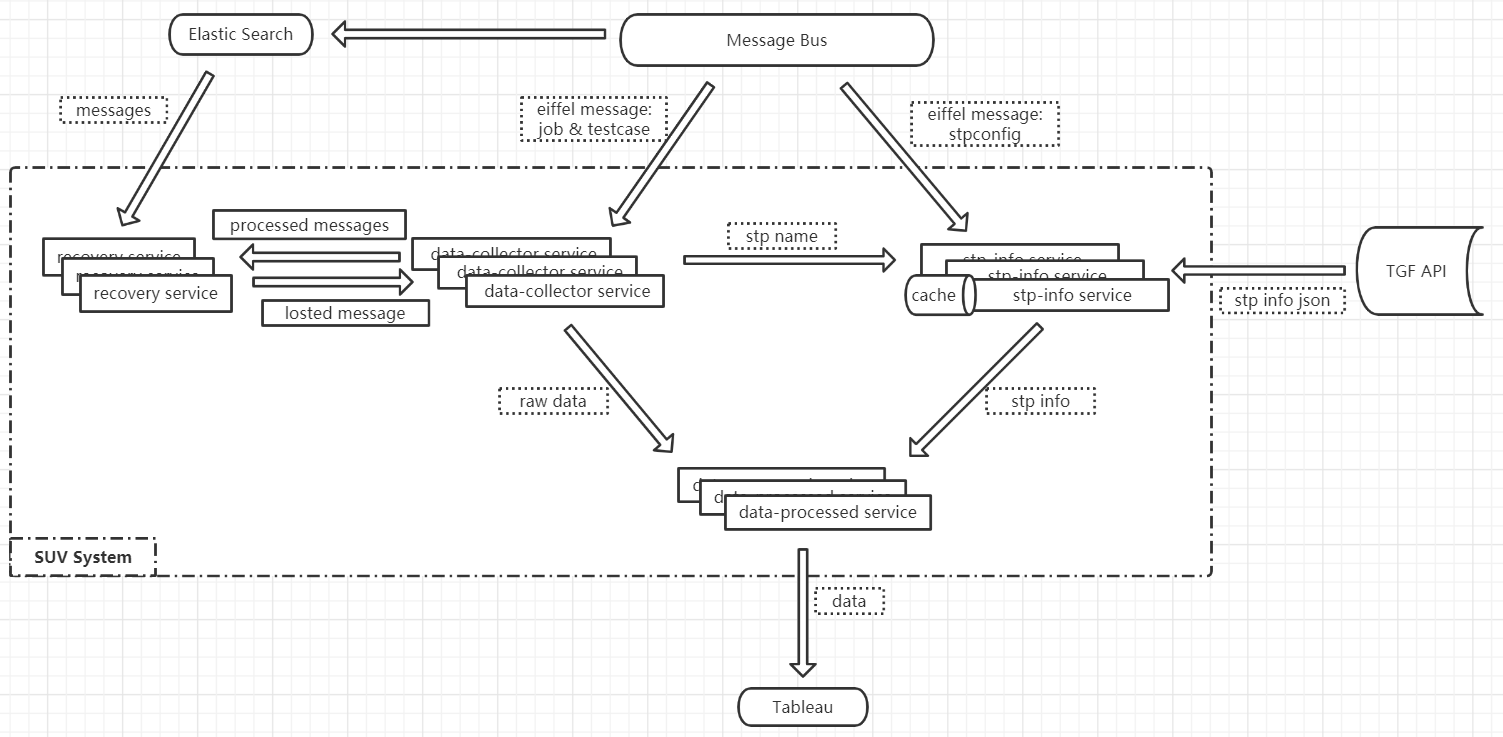 Elastic Search
Message Bus
messages
eiffel message:
job & testcase
eiffel message:
stpconfig
processed messages
stp name
recovery service
recovery service
recovery service
data-collector service
data-collector service
data-collector service
stp-info service
stp-info service
stp-info service
cache
TGF API
stp info json
losted message
raw data
stp info
data-processed service
data-processed service
SUV System
data
Tableau